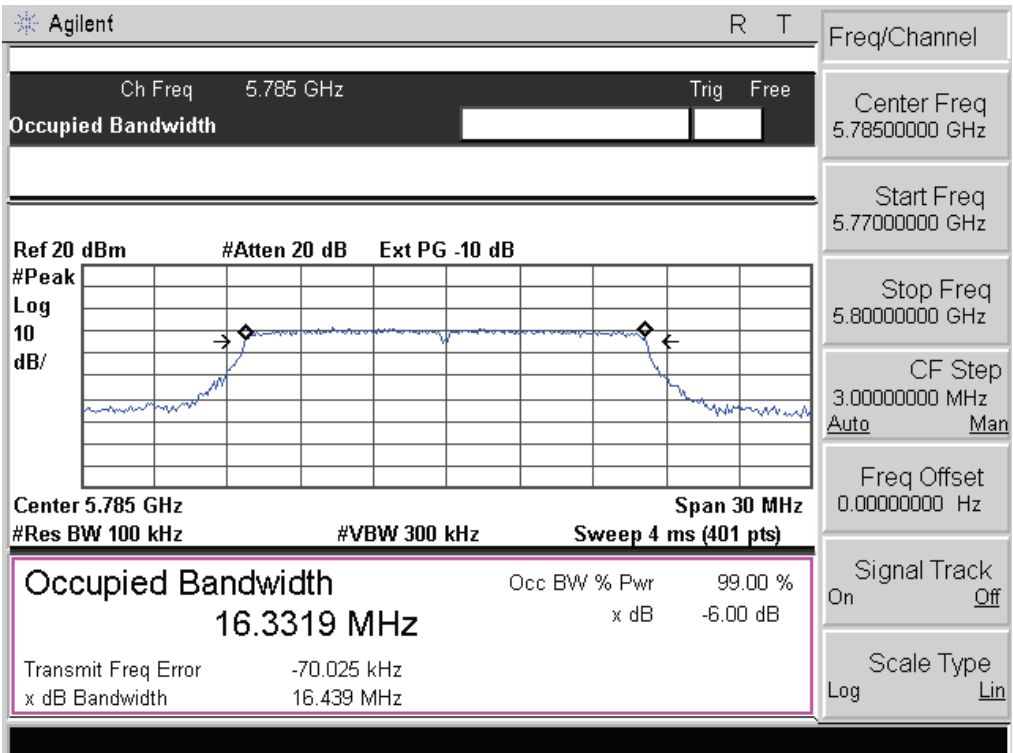 Agilent R T
Ch Freq 5.785 GHz Trig Free
Occupied Bandwidth
Ref 20 dBm #Atten 20 dB Ext PG -10 dB
#Peak
Log
10
dB/
Center 5.785 GHz Span 30 MHz
#Res BW 100 kHz #VBW 300 kHz Sweep 4 ms (401 pts)
Occupied Bandwidth
16.3319 MHz
Occ BW % Pwr 99.00 %
x dB -6.00 dB
Transmit Freq Error -70.025 kHz
x dB Bandwidth 16.439 MHz
Freq/Channel
Center Freq
5.78500000 GHz
Start Freq
5.77000000 GHz
Stop Freq
5.80000000 GHz
CF Step
3.00000000 MHz
Auto Man
Freq Offset
0.00000000 Hz
Signal Track
On Off
Scale Type
Log Lin